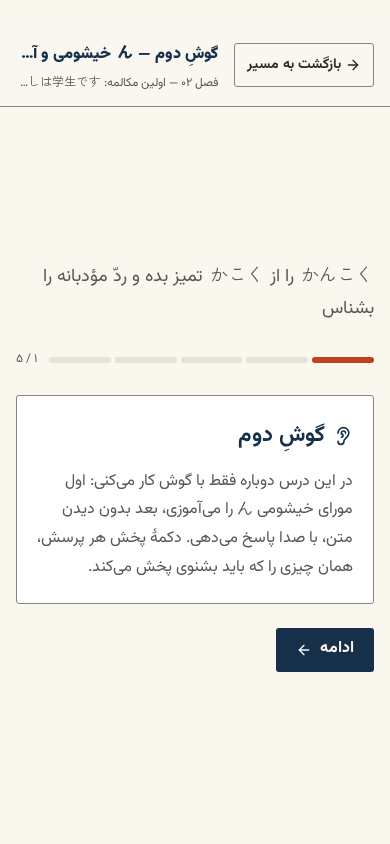 بازگشت به مسیر
گوشِ دوم — ん خیشومی و آ...
فصل ۰۲ — اولین مکالمه: しは学生です...
かんこく را از かこく تمیز بده و ردّ مؤدبانه را
بشناس
۱ / ۵
گوشِ دوم
در این درس دوباره فقط با گوش کار می‌کنی: اول
مورای خیشومی ん را می‌آموزی، بعد بدون دیدن
متن، با صدا پاسخ می‌دهی. دکمهٔ پخش هر پرسش،
همان چیزی را که باید بشنوی پخش می‌کند.
ادامه